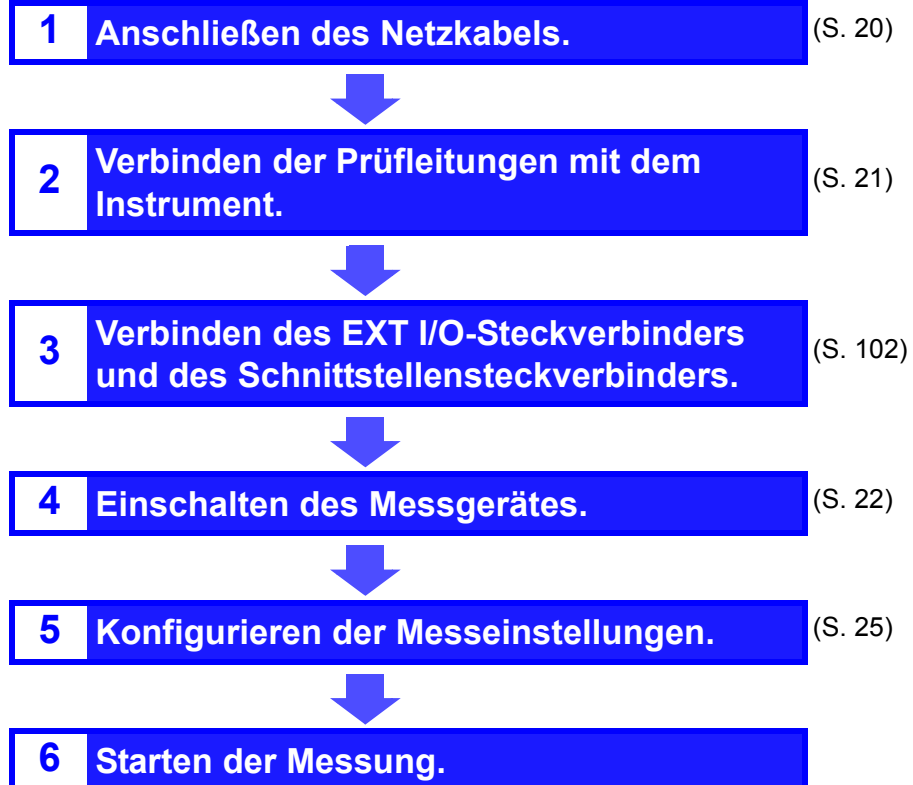 1 Anschließen des Netzkabels. (S. 20)
2 Verbinden der Prüfleitungen mit dem
Instrument. (S. 21)
3 Verbinden des EXT I/O-Steckverbinders
und des Schnittstellensteckverbinders. (S. 102)
4 Einschalten des Messgerätes. (S. 22)
5 Konfigurieren der Messeinstellungen. (S. 25)
6 Starten der Messung.